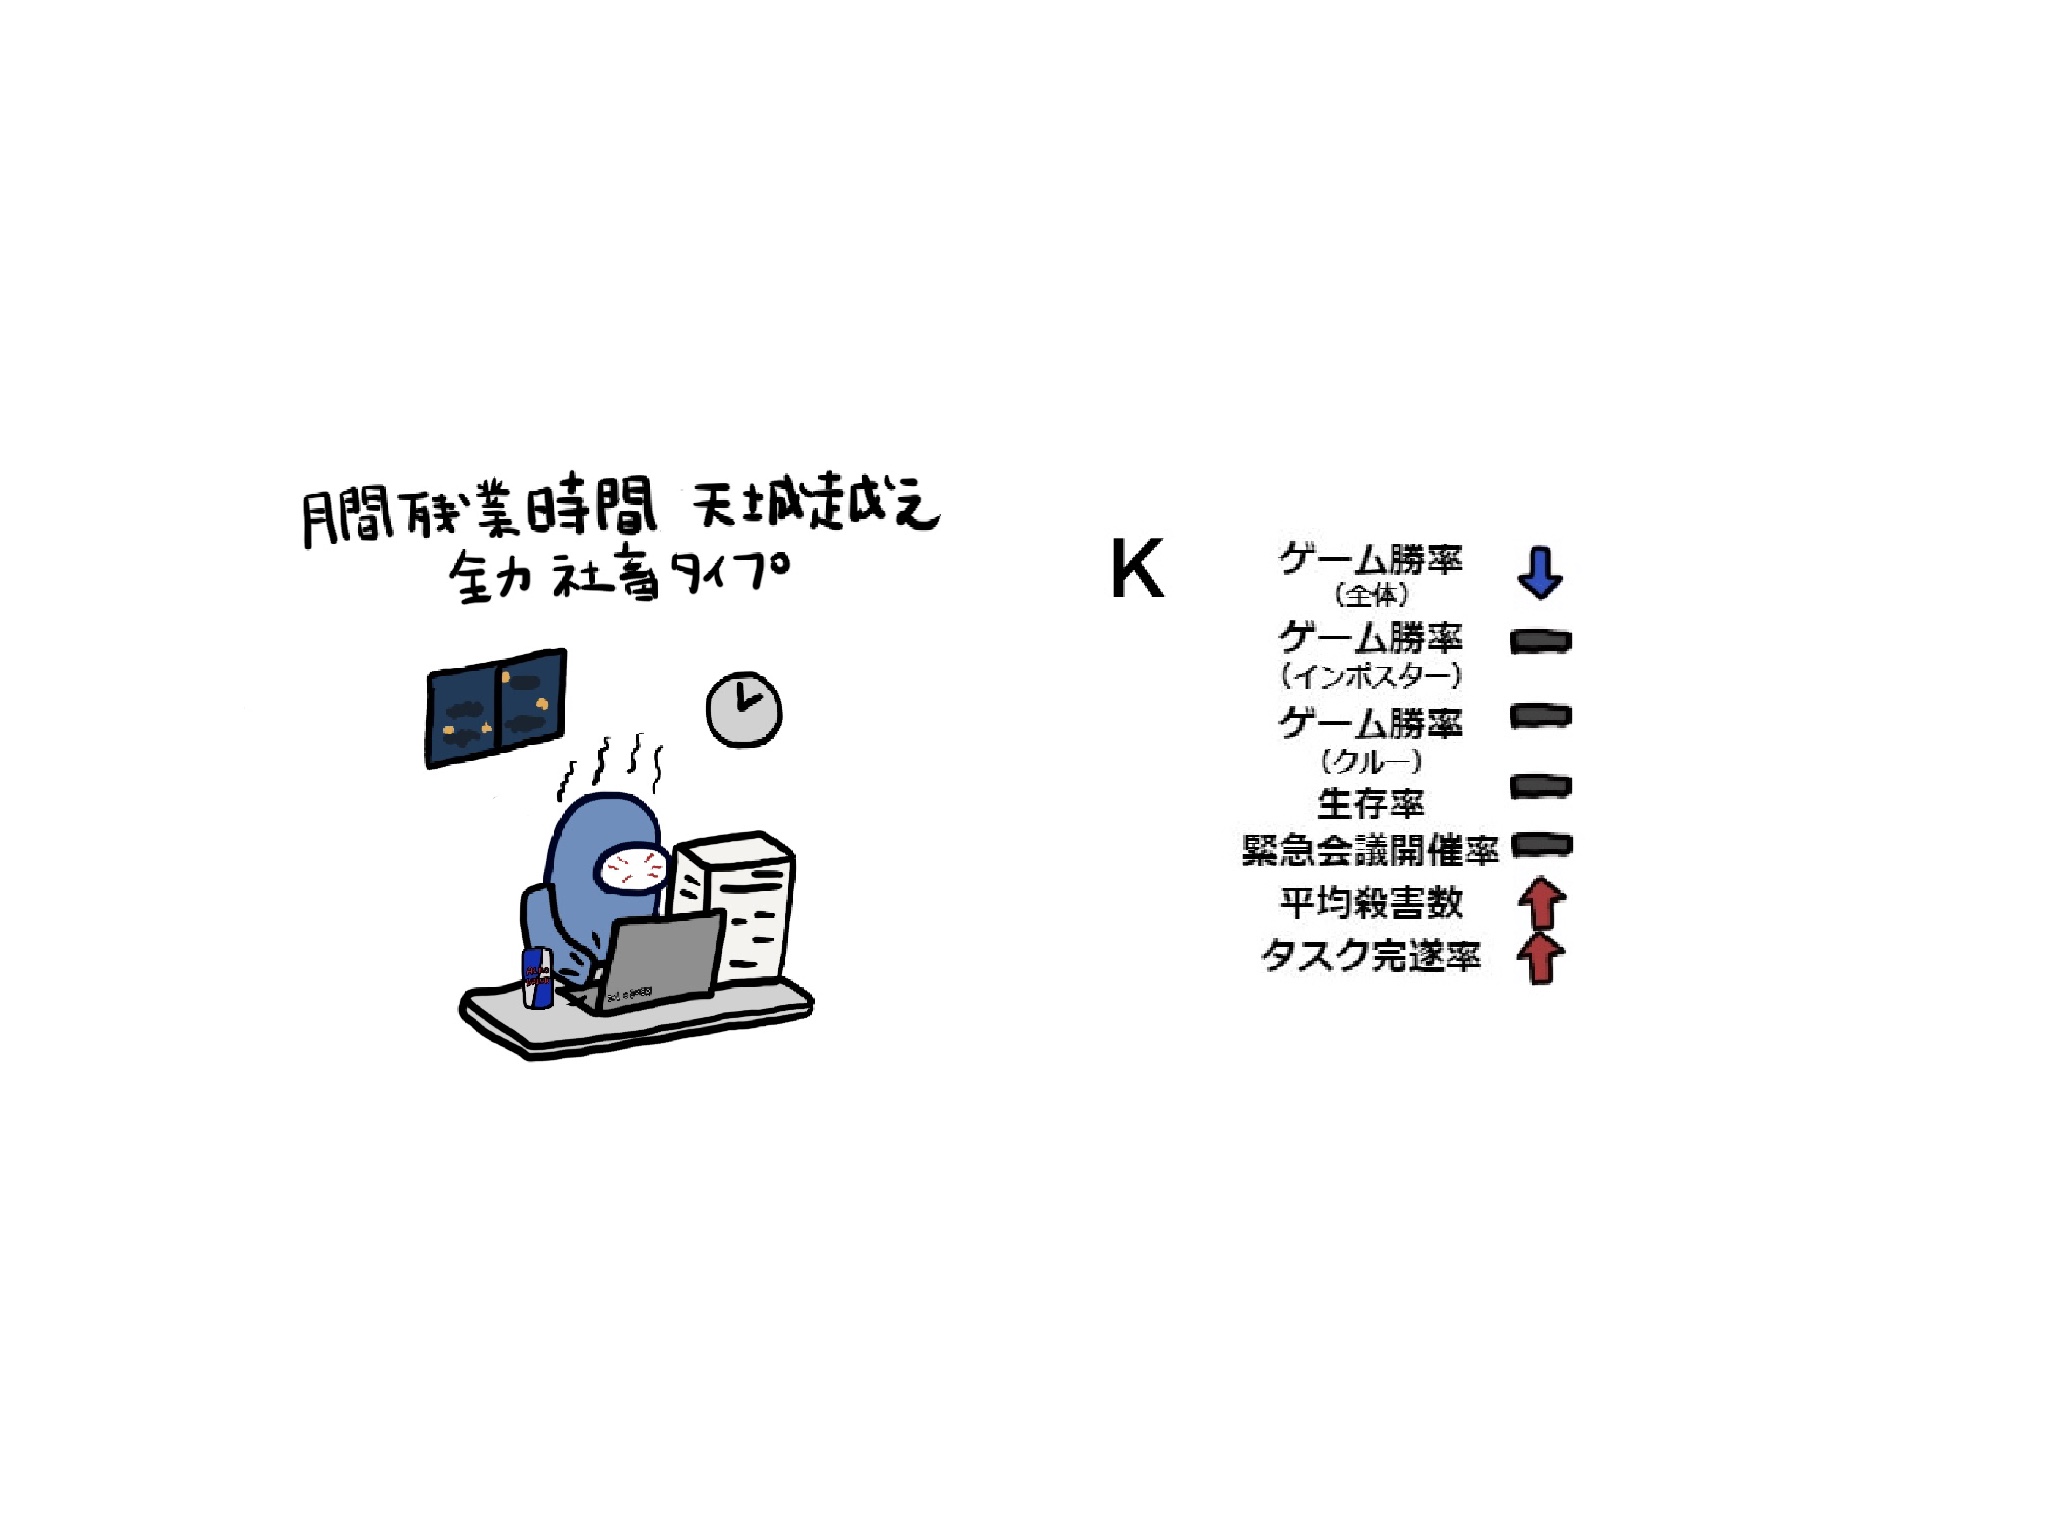 月間残業時間 天城越え
全力 社畜タイプ
K
ゲーム勝率
（全体）
ゲーム勝率
（インポスター）
ゲーム勝率
（クルー）
生存率
緊急会議開催率
平均殺害数
タスク完遂率